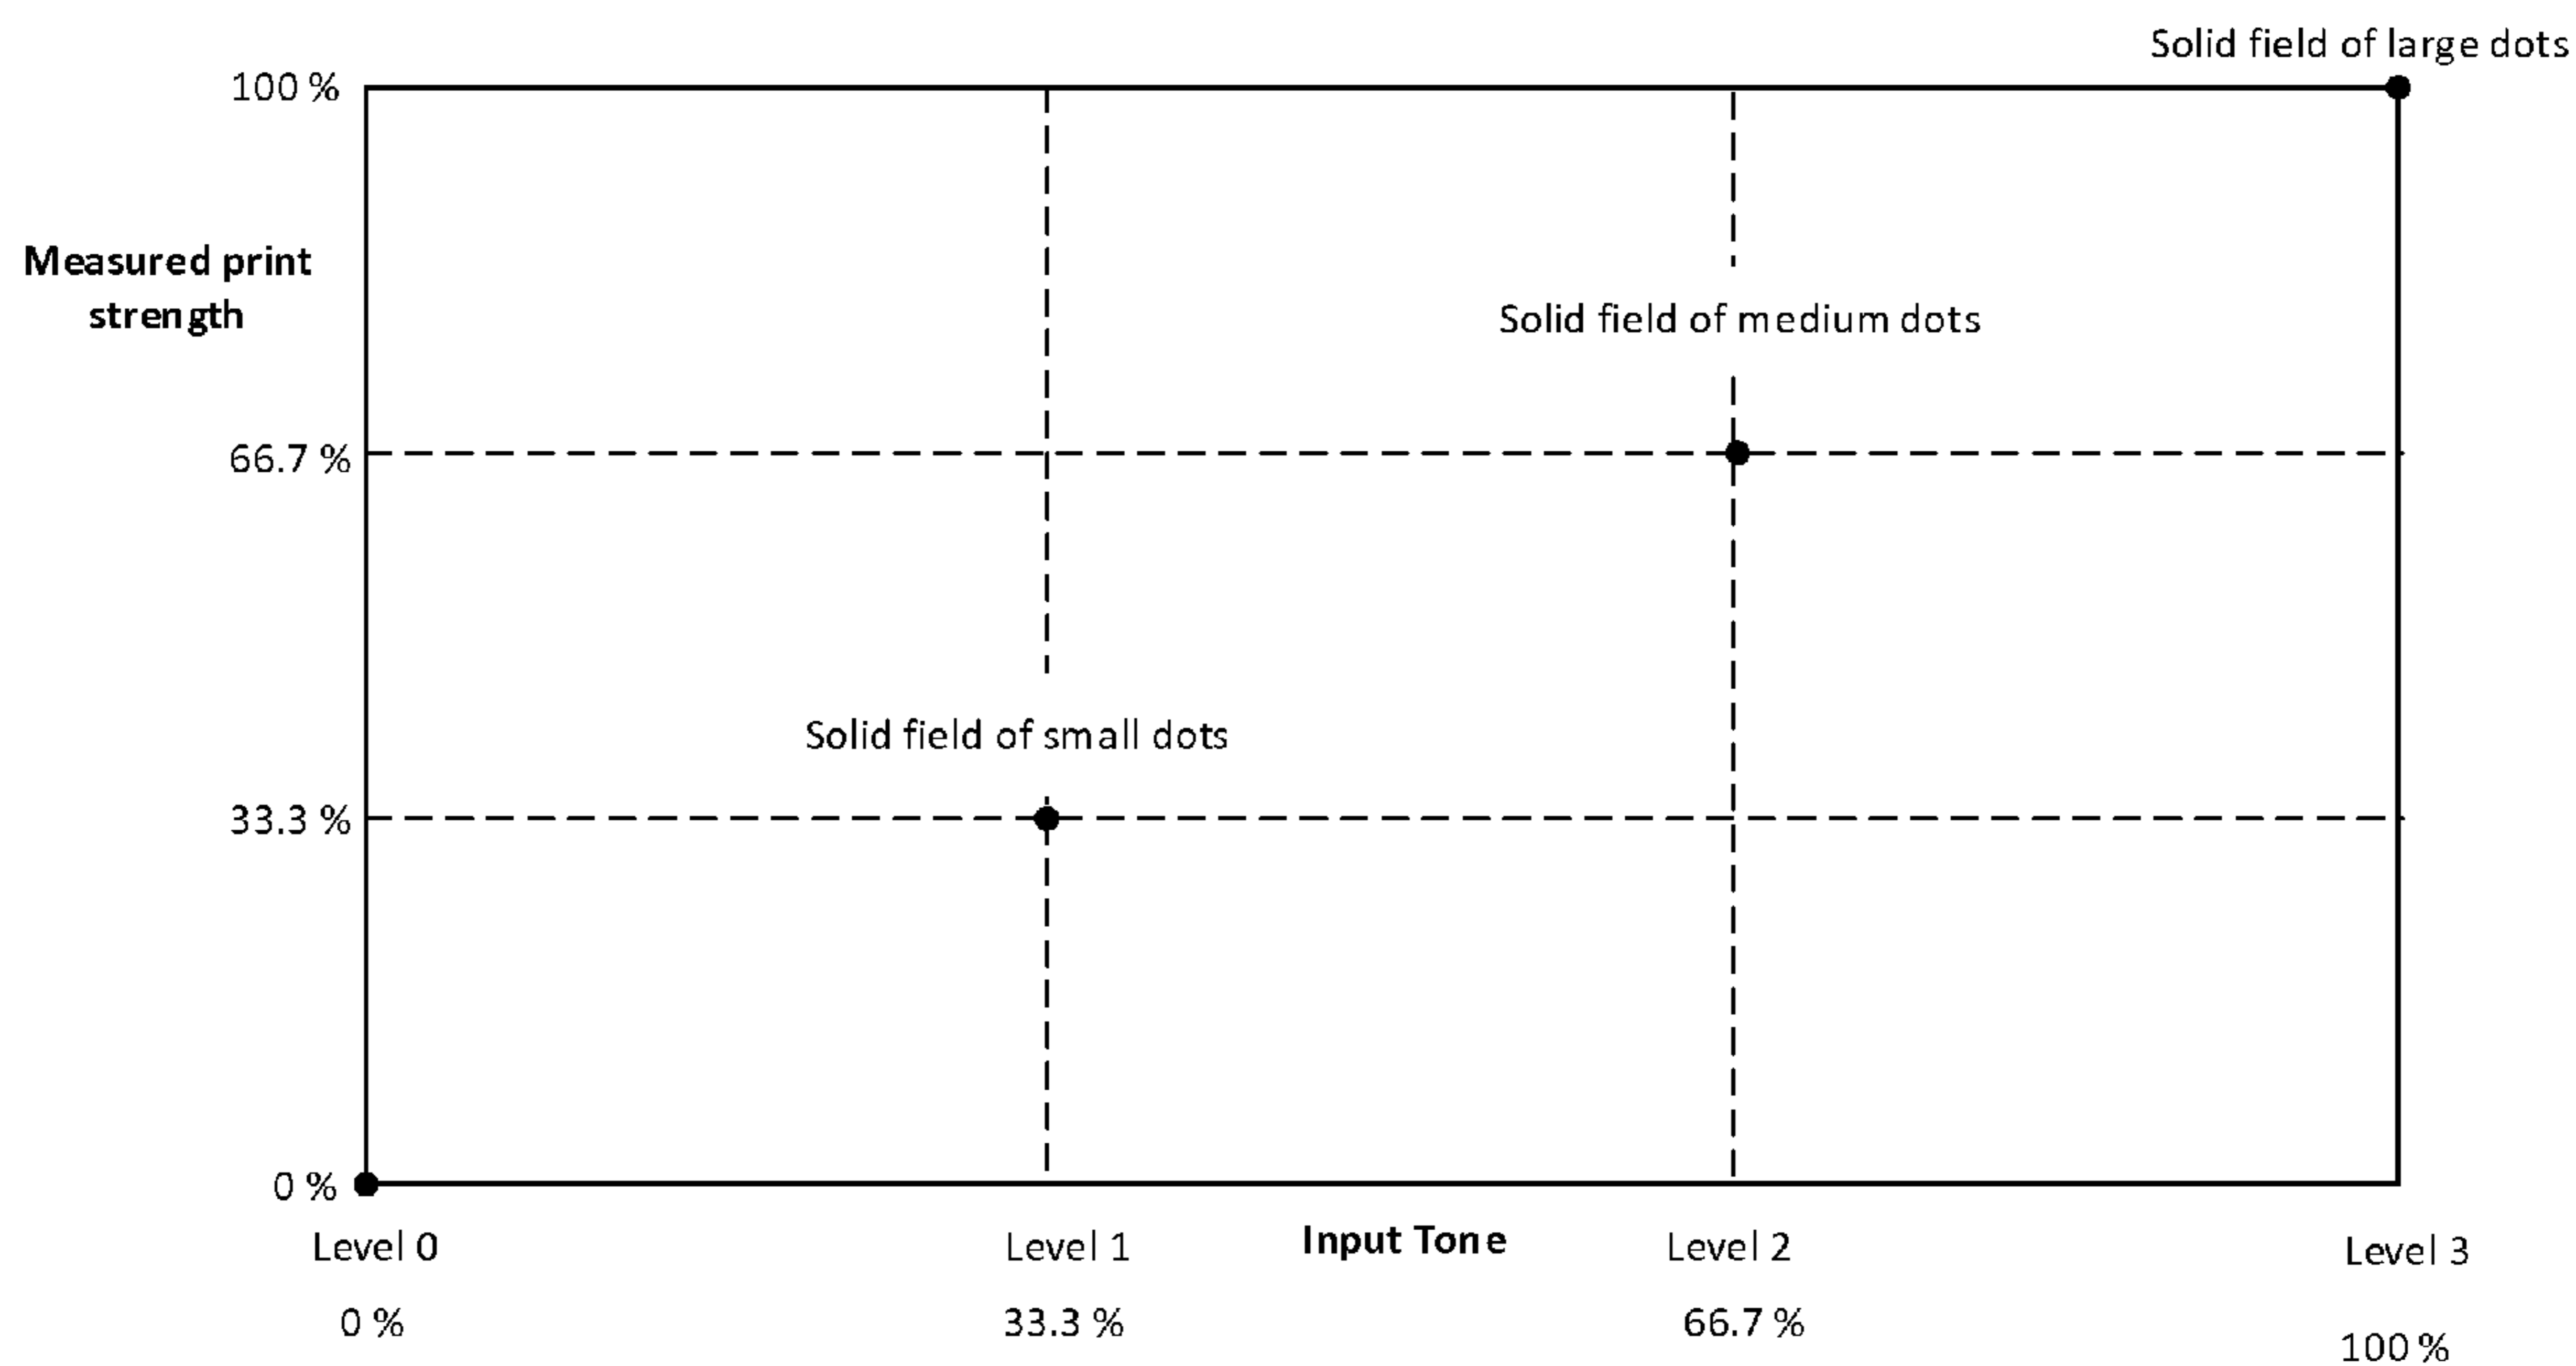 Solid field of large dots
100 %
Measured print
strength
Solid field of medium dots
66.7 %
Solid field of small dots
33.3 %
0 %
Level 0
Level 1
Input Tone
Level 2
Level 3
0 %
33.3 %
66.7 %
100 %